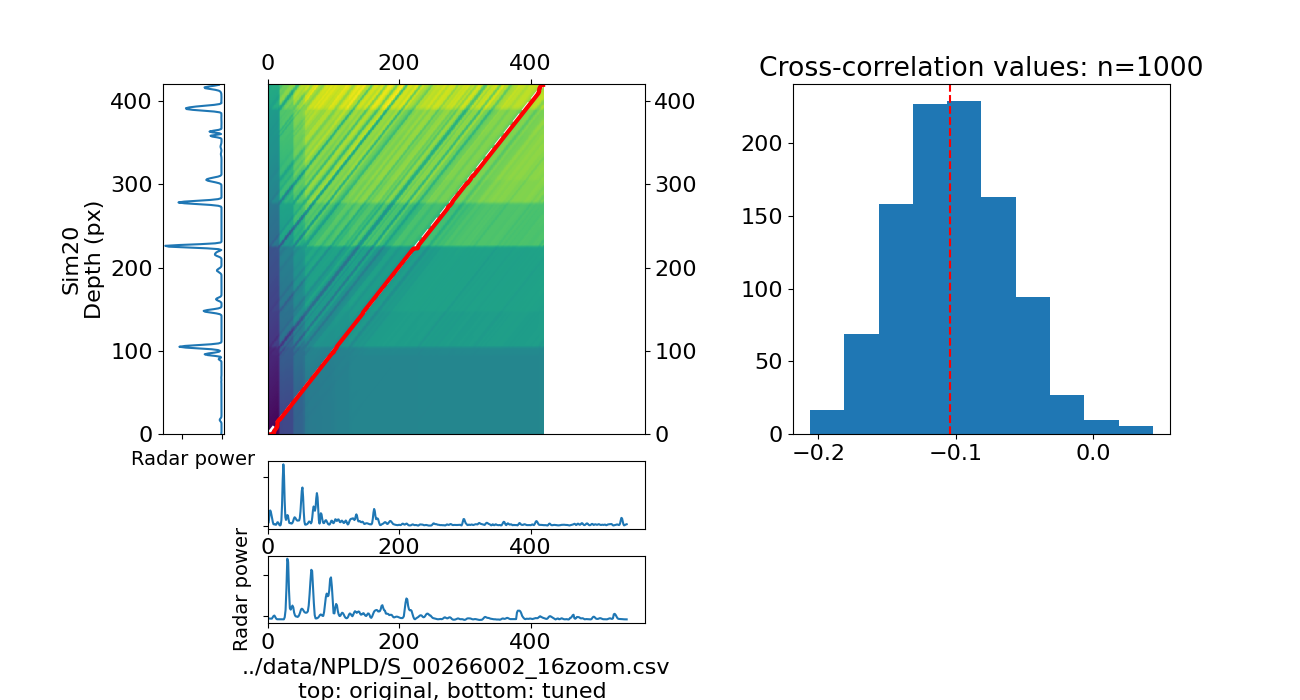 Cross-correlation values: n=1000
0 200 400
400
300
200
100
0
Sim20
Depth (px)
Radar power
400
300
200
100
0
200
150
100
50
0
−0.2 −0.1 0.0
0 200 400
Radar power
0 200 400
../data/NPLD/S_00266002_16zoom.csv
top: original, bottom: tuned